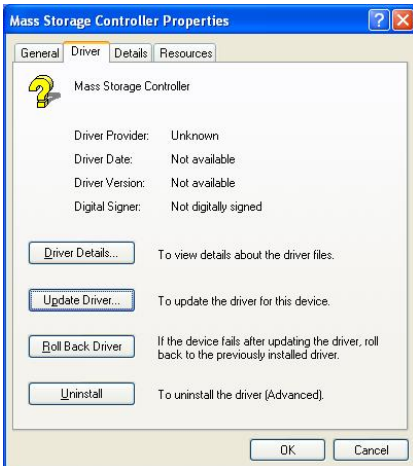 Mass Storage Controller Properties
General Driver Details Resources
Mass Storage Controller
Driver Provider: Unknown
Driver Date: Not available
Driver Version: Not available
Digital Signer: Not digitally signed
Driver Details... To view details about the driver files.
Update Driver... To update the driver for this device.
Roll Back Driver If the device fails after updating the driver, roll
back to the previously installed driver.
Uninstall To uninstall the driver (Advanced).
OK Cancel